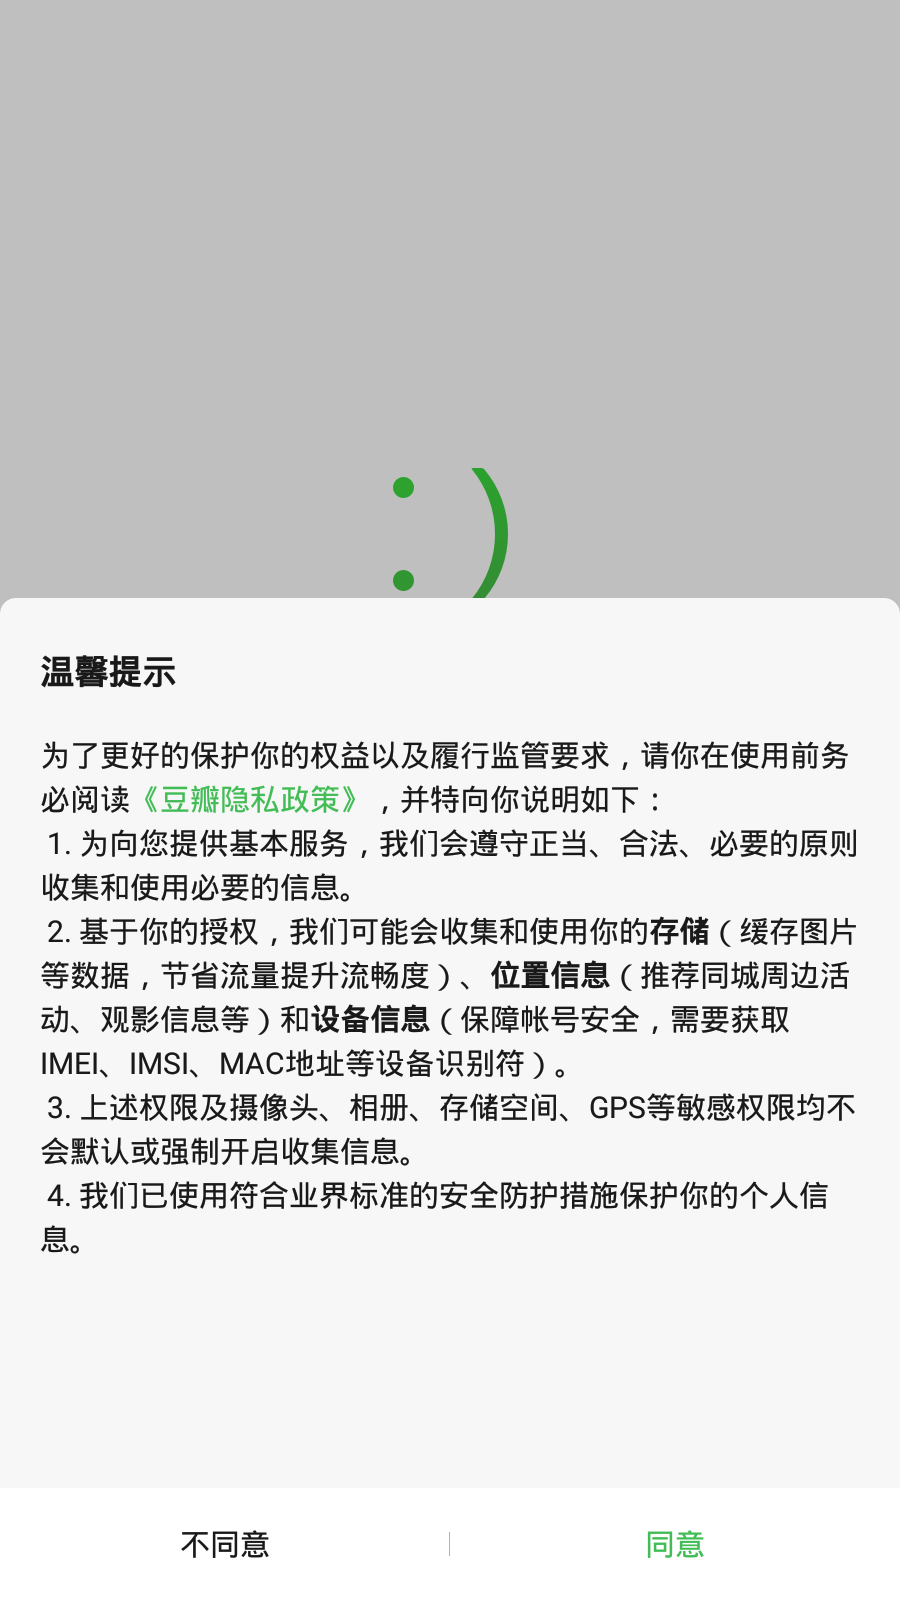 :)
温馨提示
为了更好的保护你的权益以及履行监管要求，请你在使用前务
必阅读《豆瓣隐私政策》，并特向你说明如下：
1. 为向您提供基本服务，我们会遵守正当、合法、必要的原则
收集和使用必要的信息。
2. 基于你的授权，我们可能会收集和使用你的存储（缓存图片
等数据，节省流量提升流畅度）、位置信息（推荐同城周边活
动、观影信息等）和设备信息（保障帐号安全，需要获取
IMEI、IMSI、MAC地址等设备识别符）。
3. 上述权限及摄像头、相册、存储空间、GPS等敏感权限均不
会默认或强制开启收集信息。
4. 我们已使用符合业界标准的安全防护措施保护你的个人信
息。
不同意
同意